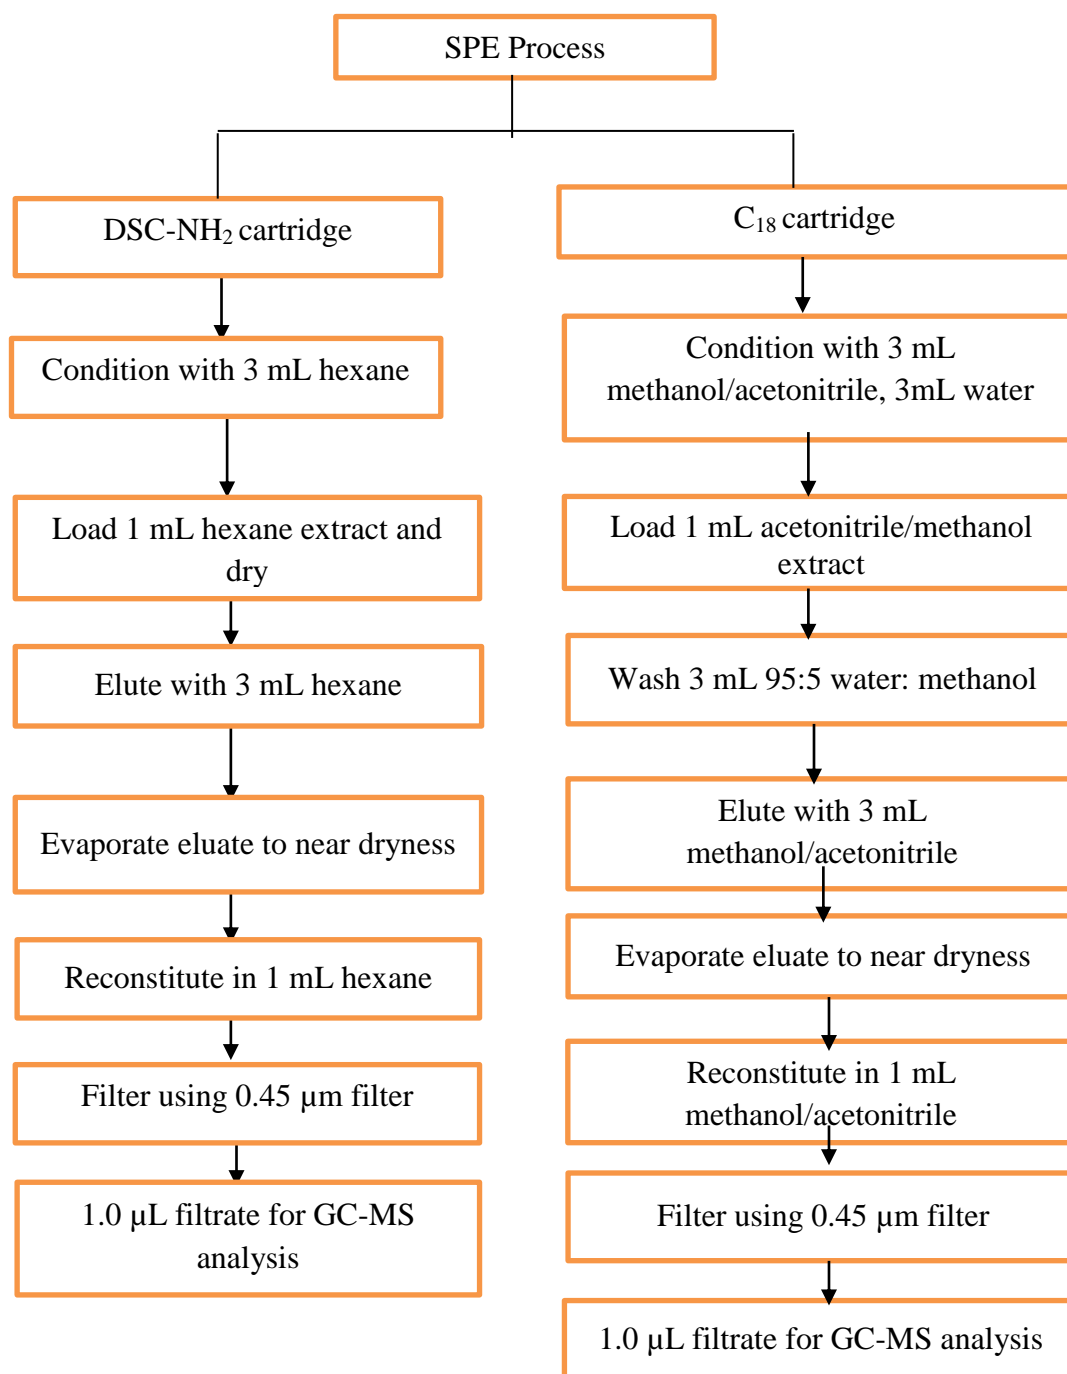 SPE Process
DSC-NH₂ cartridge
Condition with 3 mL hexane
Load 1 mL hexane extract and
dry
Elute with 3 mL hexane
Evaporate eluate to near dryness
Reconstitute in 1 mL hexane
Filter using 0.45 µm filter
1.0 µL filtrate for GC-MS
analysis
C₁₈ cartridge
Condition with 3 mL
methanol/acetonitrile, 3mL water
Load 1 mL acetonitrile/methanol
extract
Wash 3 mL 95:5 water: methanol
Elute with 3 mL
methanol/acetonitrile
Evaporate eluate to near dryness
Reconstitute in 1 mL
methanol/acetonitrile
Filter using 0.45 µm filter
1.0 µL filtrate for GC-MS analysis